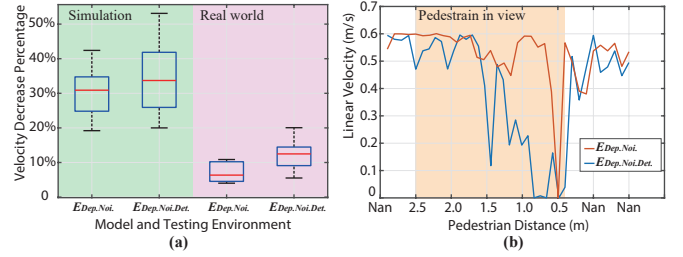 Simulation
Real world
50%
40%
30%
20%
10%
0
Velocity Decrease Percentage
EDep.Noi.
EDep.Noi.Det.
EDep.Noi.
EDep.Noi.Det.
Model and Testing Environment
(a)
Pedestrain in view
0.6
0.5
0.4
0.3
0.2
0.1
0
Linear Velocity (m/s)
EDep.Noi.
EDep.Noi.Det.
Nan 2.5 2.0 1.5 1.0 0.5 Nan Nan
Pedestrian Distance (m)
(b)